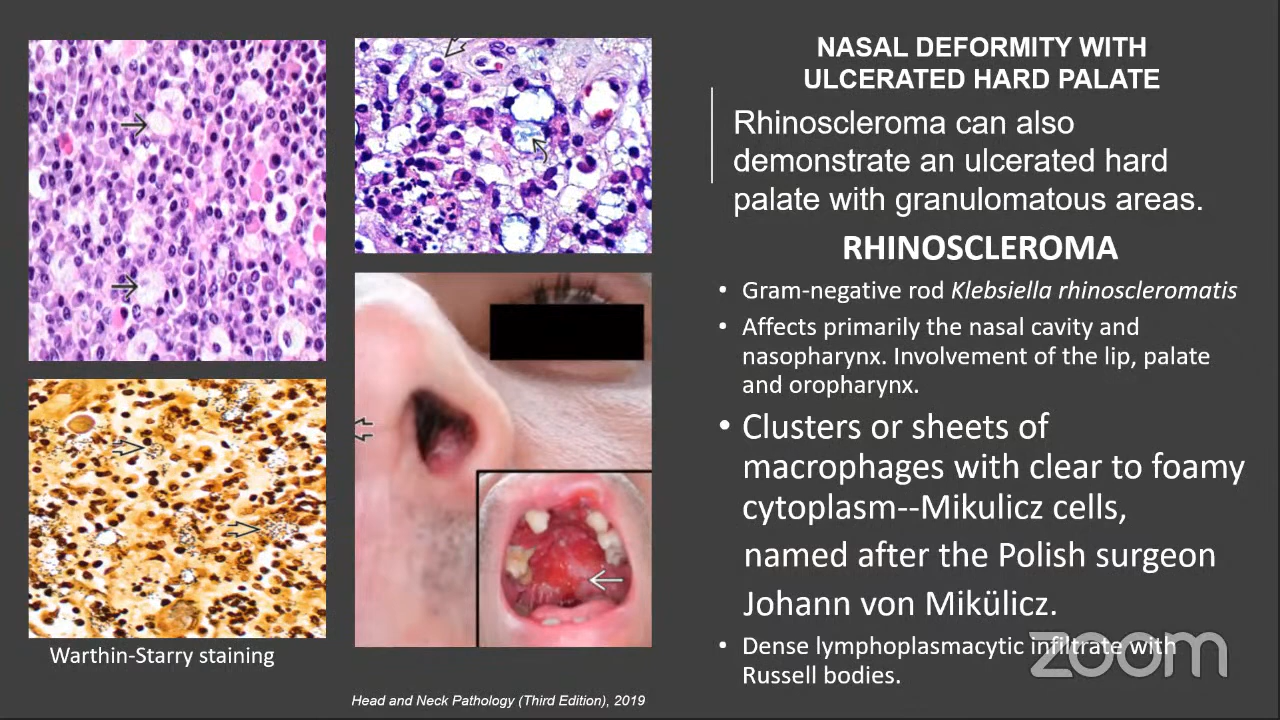 NASAL DEFORMITY WITH
ULCERATED HARD PALATE
Rhinoscleroma can also
demonstrate an ulcerated hard
palate with granulomatous areas.
RHINOSCLEROMA
• Gram-negative rod Klebsiella rhinoscleromatis
• Affects primarily the nasal cavity and
nasopharynx. Involvement of the lip, palate
and oropharynx.
• Clusters or sheets of
macrophages with clear to foamy
cytoplasm--Mikulicz cells,
named after the Polish surgeon
Johann von Mikülicz.
• Dense lymphoplasmacytic infiltrate with
Russell bodies.
zoom
Warthin-Starry staining
Head and Neck Pathology (Third Edition), 2019